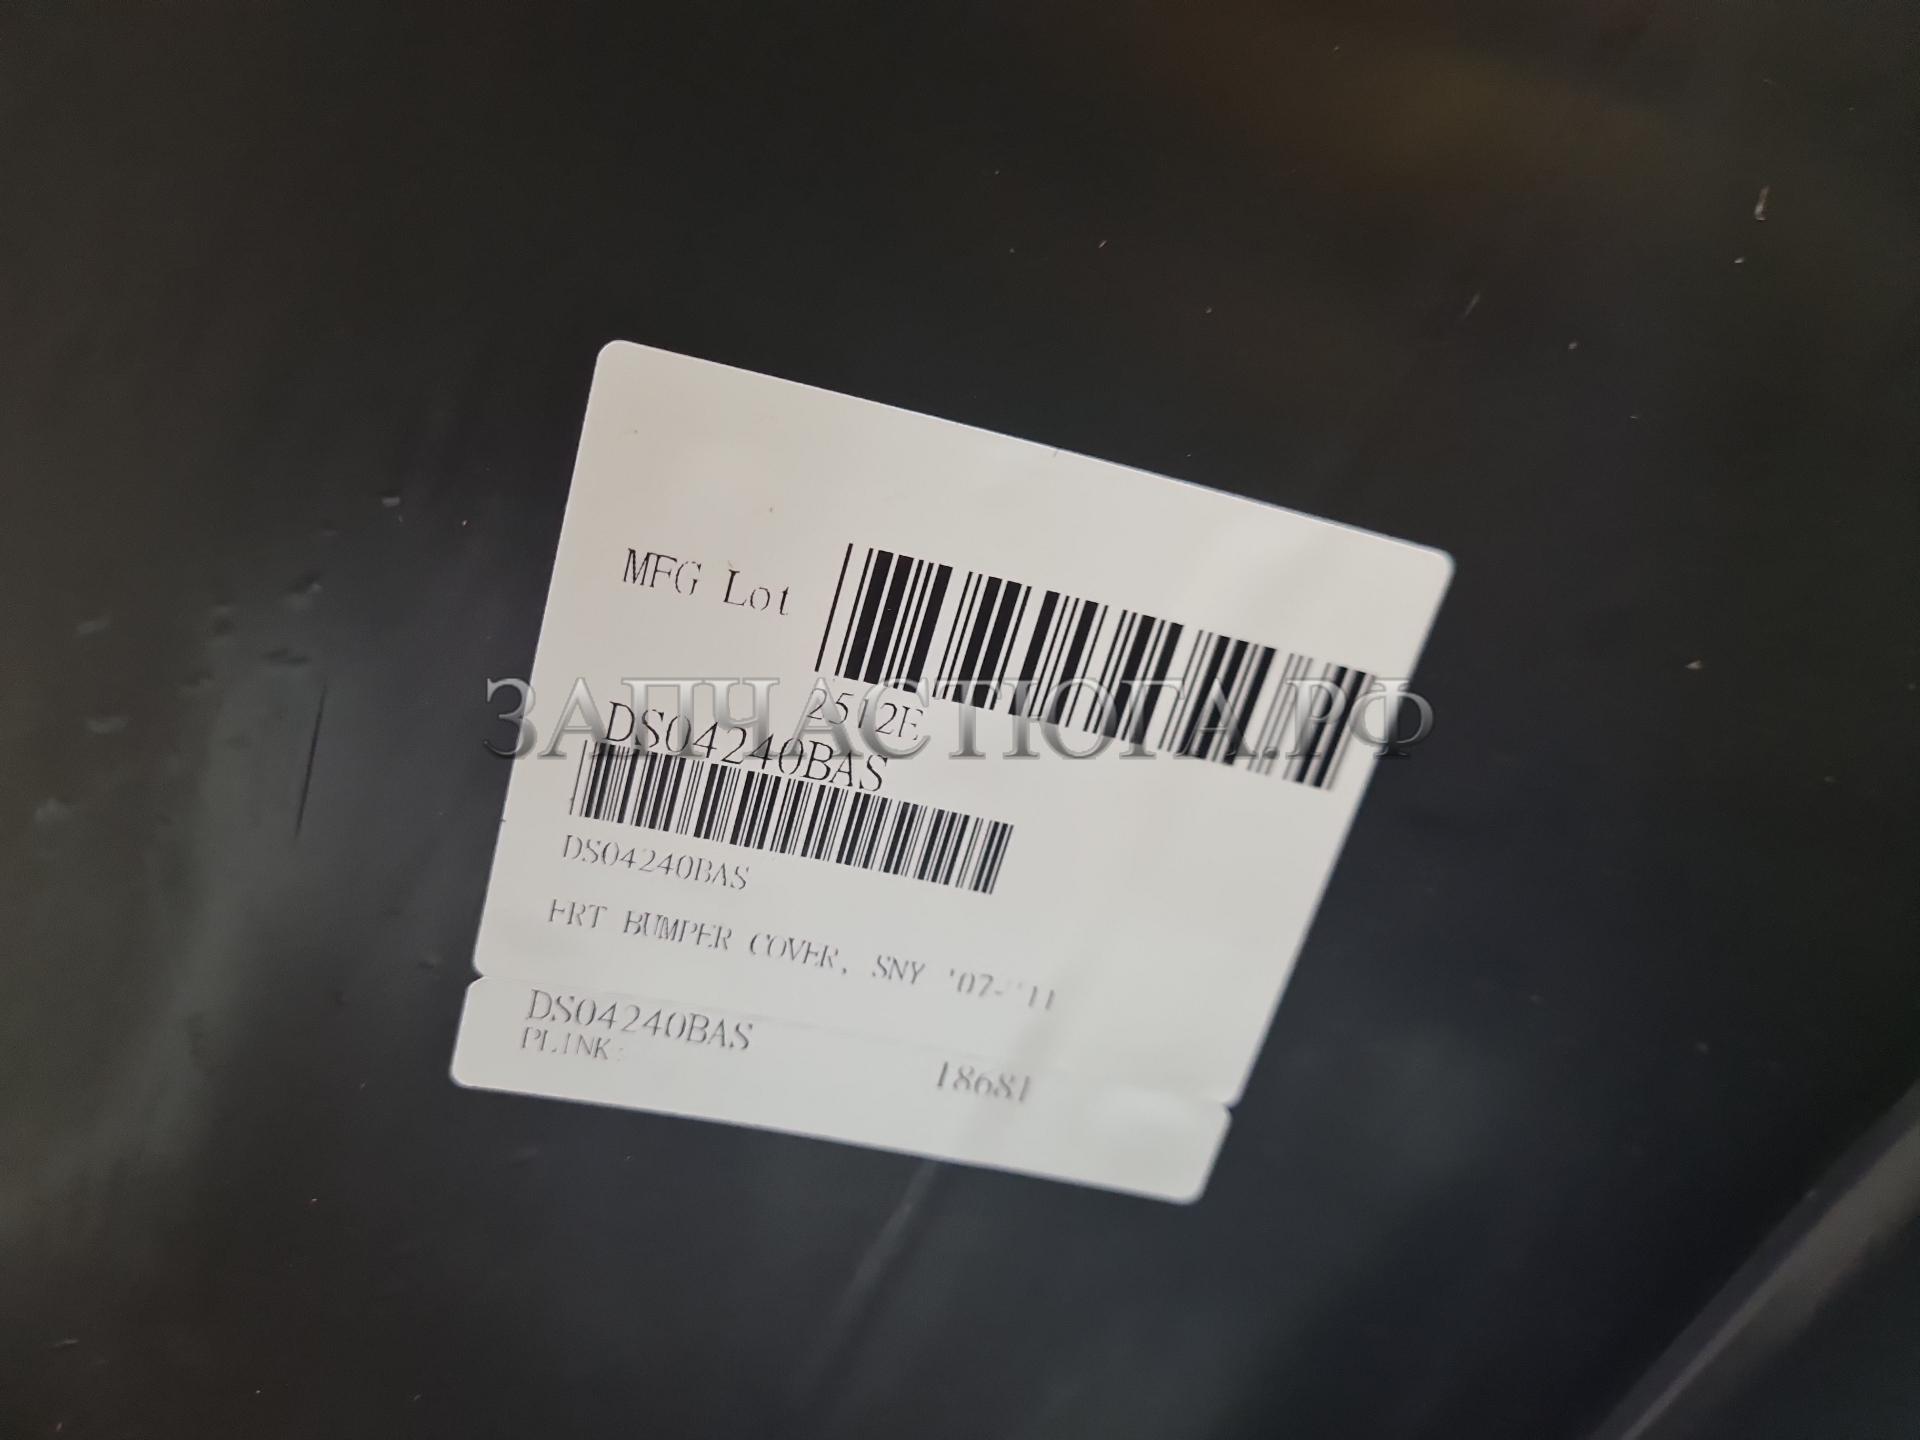 MFG Lot
2512E
ЗАПЧАСТЮГА.РФ
DS04240BAS
DS04240BAS
FRT BUMPER COVER, SNY '07-'11
DS04240BAS
PLINK:
18681